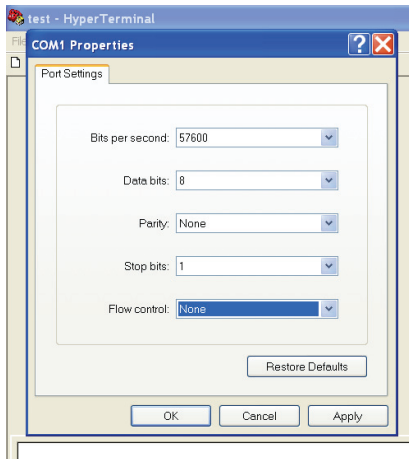 test - HyperTerminal
File
COM1 Properties
Port Settings
Bits per second: 57600
Data bits: 8
Parity: None
Stop bits: 1
Flow control: None
Restore Defaults
OK Cancel Apply